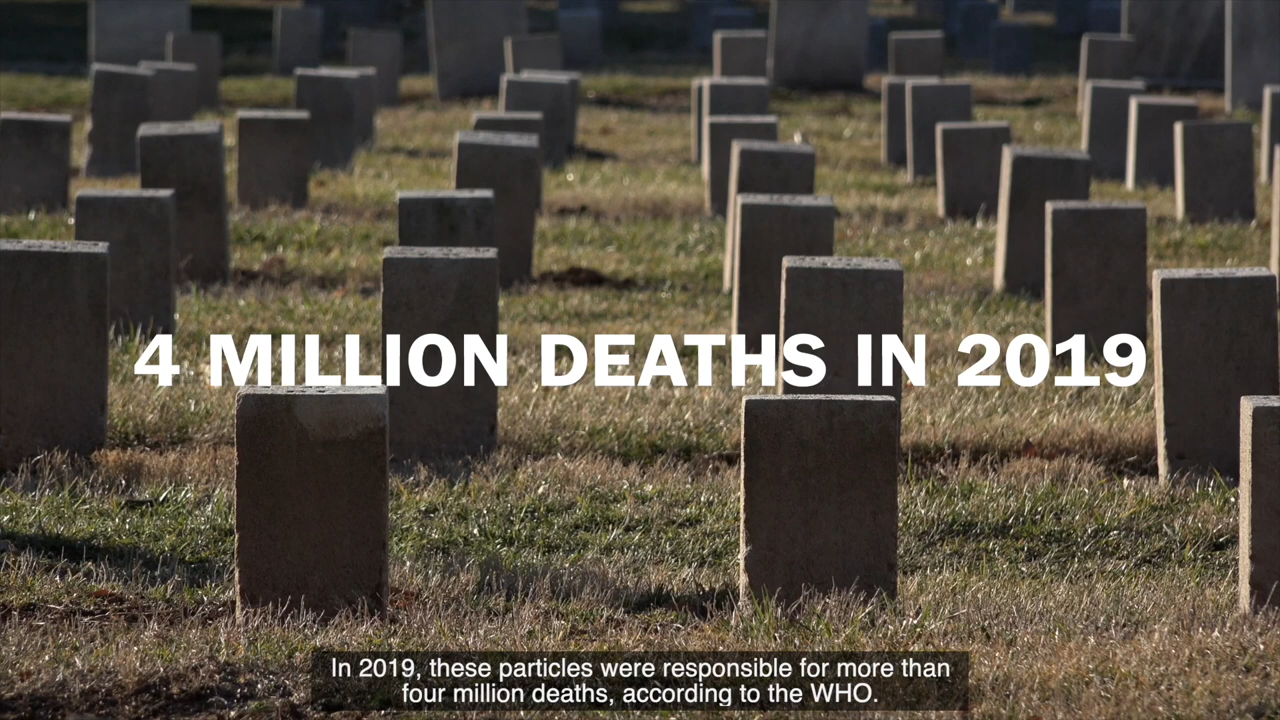 4 MILLION DEATHS IN 2019
In 2019, these particles were responsible for more than
four million deaths, according to the WHO.